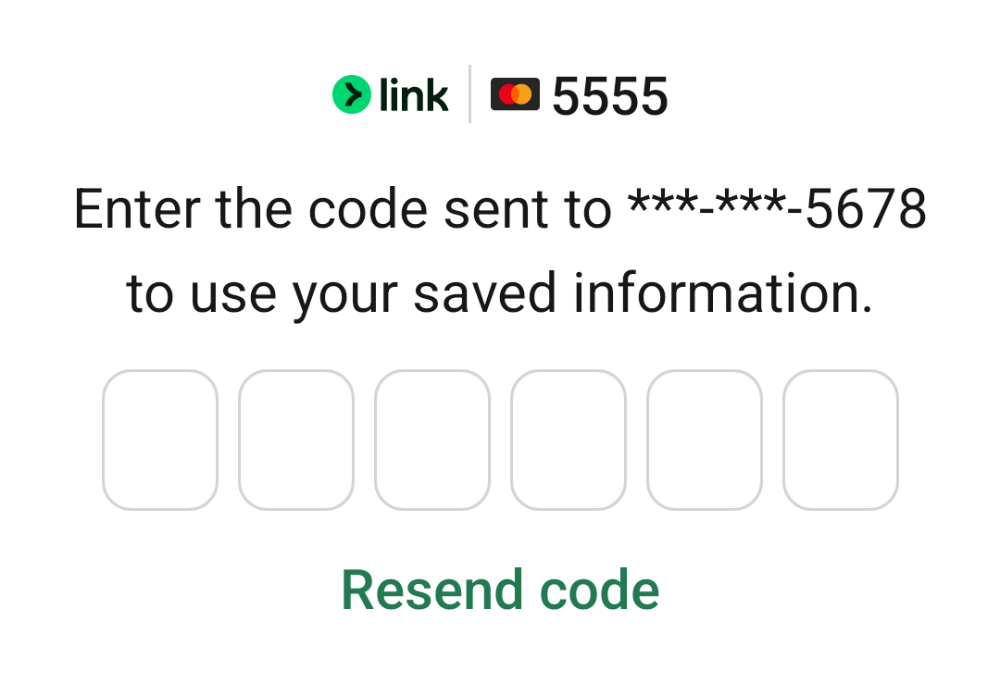 link 5555
Enter the code sent to ***-***-5678
to use your saved information.
Resend code